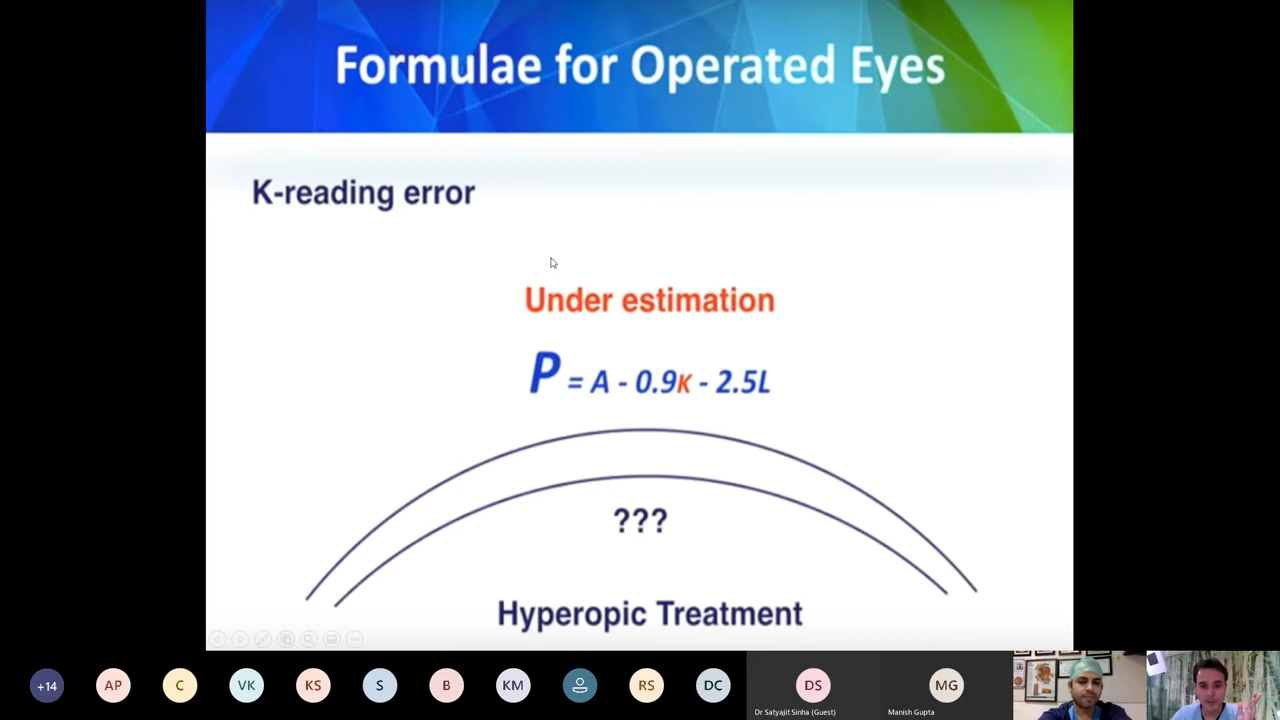 Formulae for Operated Eyes
K-reading error
Under estimation
P = A - 0.9K - 2.5L
???
Hyperopic Treatment
+14
AP
C
VK
KS
S
B
KM
RS
DC
DS
Dr Satyajit Sinha (Guest)
MG
Manish Gupta